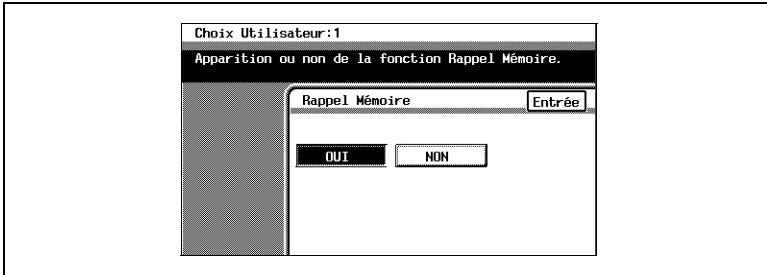 Choix Utilisateur:1
Apparition ou non de la fonction Rappel Mémoire.
Rappel Mémoire
Entrée
OUI
NON